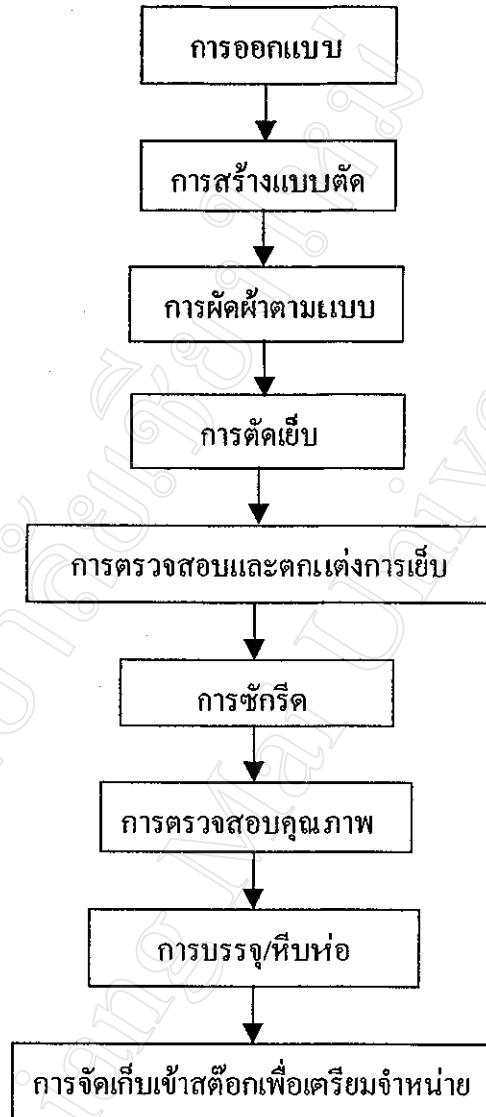 การออกแบบ
การสร้างแบบตัด
การผัดผ้าตามแบบ
การตัดเย็บ
การตรวจสอบและตกแต่งการเย็บ
การซักรีด
การตรวจสอบคุณภาพ
การบรรจุ/หีบห่อ
การจัดเก็บเข้าสต๊อกเพื่อเตรียมจำหน่าย